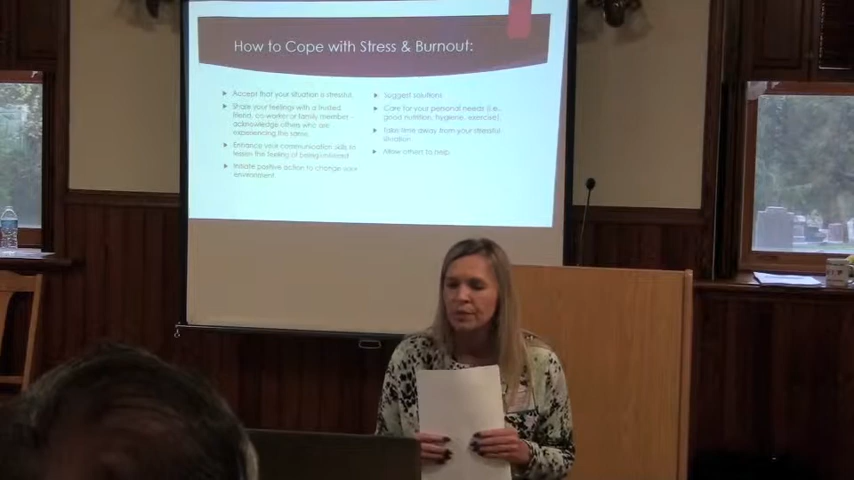 How to Cope with Stress & Burnout:
Accept that your situation is stressful.
Share your feelings with a trusted
friend, co-worker or family member -
acknowledge others who are
experiencing the same.
Enhance your communication skills to
lessen the feeling of being ignored
Initiate positive action to change your
environment
Suggest solutions
Care for your personal needs (i.e.,
good nutrition, hygiene, exercise).
Take time away from your stressful
situation
Allow others to help